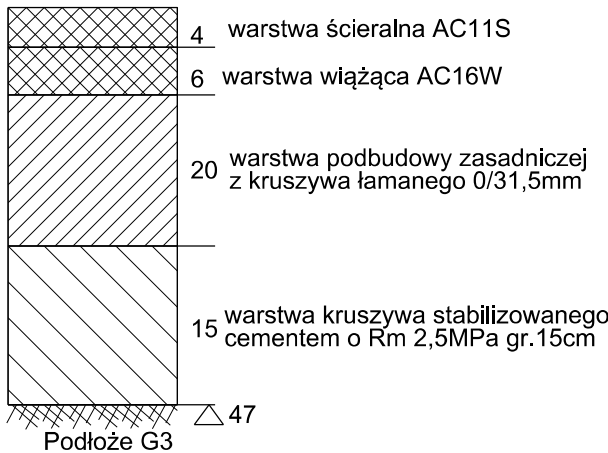 4 warstwa ścieralna AC11S
6 warstwa wiążąca AC16W
20 warstwa podbudowy zasadniczej
z kruszywa łamanego 0/31,5mm
15 warstwa kruszywa stabilizowanego
cementem o Rm 2,5MPa gr.15cm
47
Podłoże G3